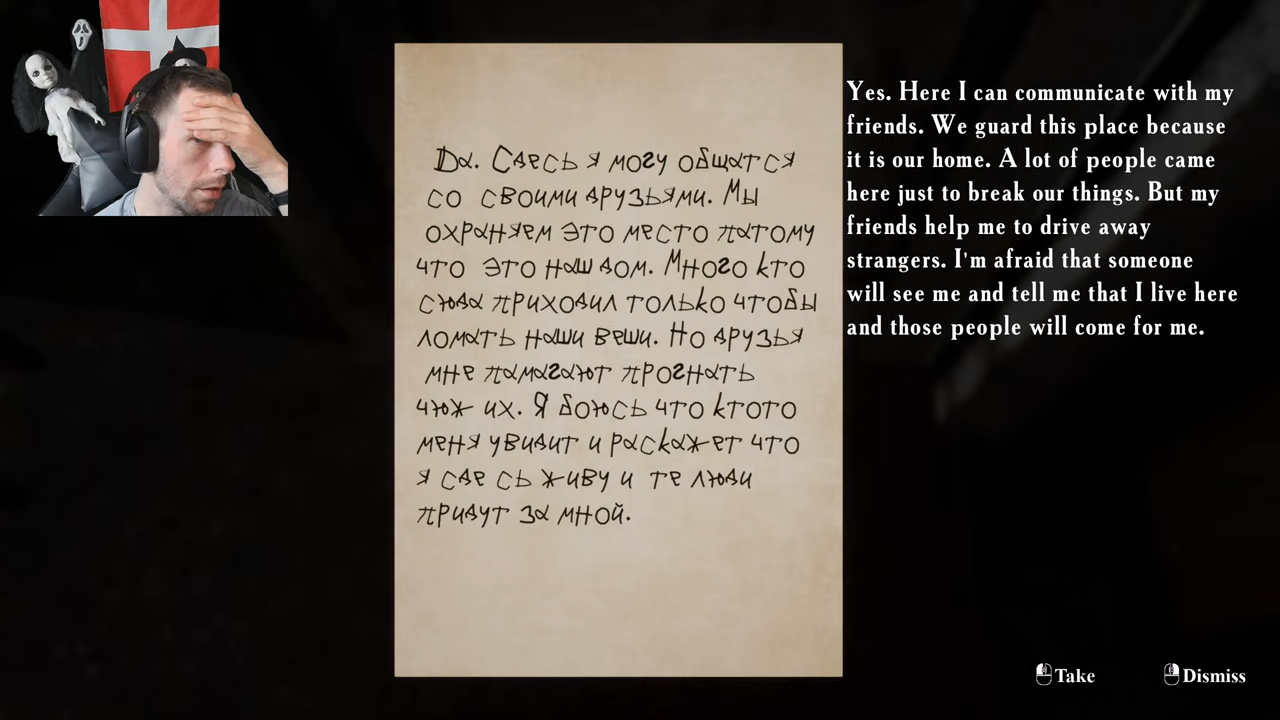 Да. Сдесь я могу общатся
со своими друзьями. Мы
охраняем это место патому
что это наш дом. Много кто
сюда приходил только чтобы
ломать наши веши. Но друзья
мне памагают прогнать
чюж их. Я боюсь что ктото
меня увидит и раскажет что
я сде сь живу и те люди
придут за мной.
Yes. Here I can communicate with my
friends. We guard this place because
it is our home. A lot of people came
here just to break our things. But my
friends help me to drive away
strangers. I'm afraid that someone
will see me and tell me that I live here
and those people will come for me.
Take
Dismiss